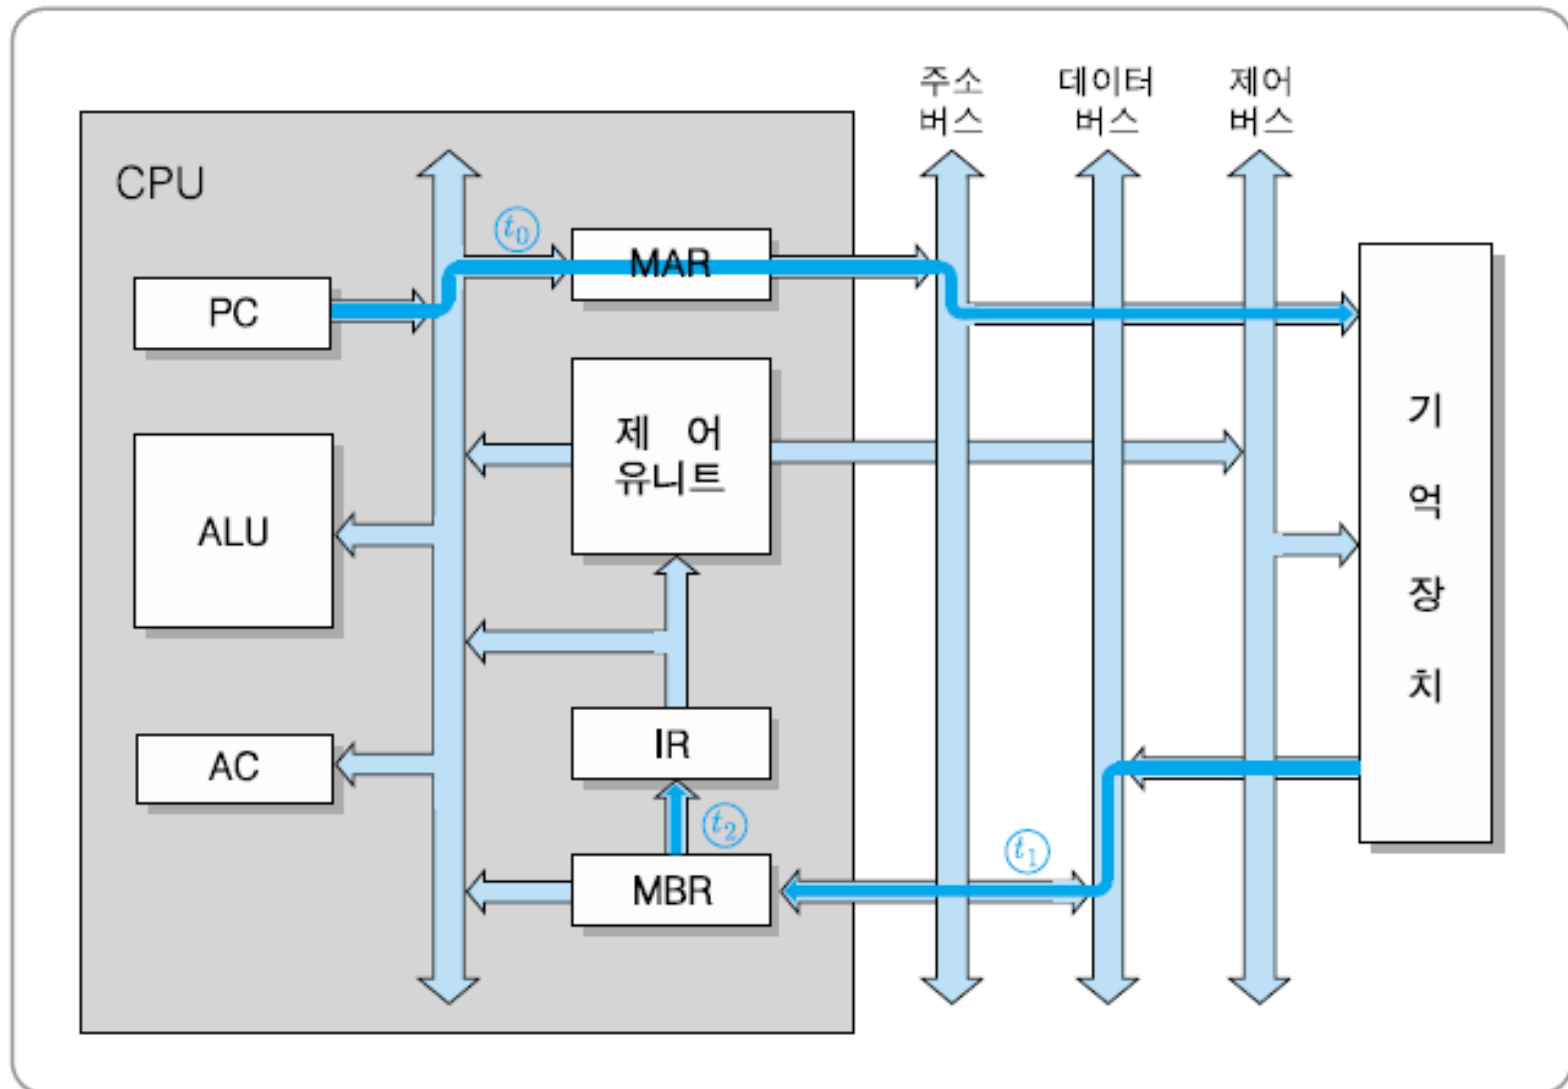 주소
버스
데이터
버스
제어
버스
CPU
t₀
MAR
PC
제 어
유니트
ALU
기
억
장
치
IR
AC
t₂
t₁
MBR